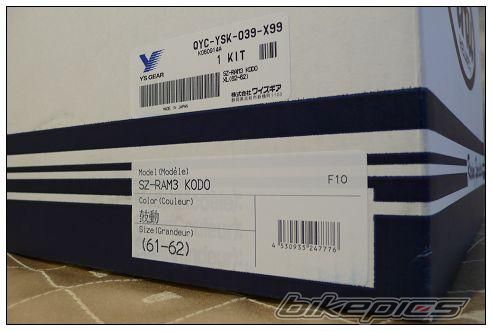 QYC-YSK-039-X99
K080914A
1 KIT
Y'S GEAR
SZ-RAM3 KODO
XL(62-62)
MADE IN JAPAN
株式会社 ワイズギア
Model(Modèle)
SZ-RAM3 KODO
F10
Color(Couleur)
鼓動
Size(Grandeur)
(61-62)
4 530935 247776
bikepics